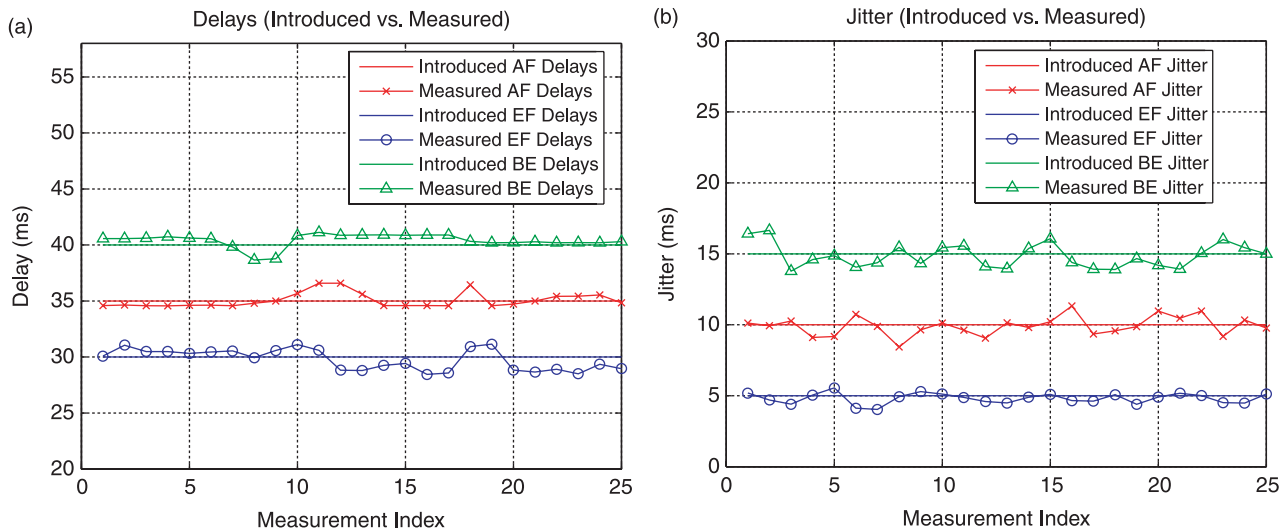 (a)
Delays (Introduced vs. Measured)
Delay (ms)
55
50
45
40
35
30
25
20
0
5
10
15
20
25
Measurement Index
Introduced AF Delays
Measured AF Delays
Introduced EF Delays
Measured EF Delays
Introduced BE Delays
Measured BE Delays
(b)
Jitter (Introduced vs. Measured)
Jitter (ms)
30
25
20
15
10
5
0
0
5
10
15
20
25
Measurement Index
Introduced AF Jitter
Measured AF Jitter
Introduced EF Jitter
Measured EF Jitter
Introduced BE Jitter
Measured BE Jitter